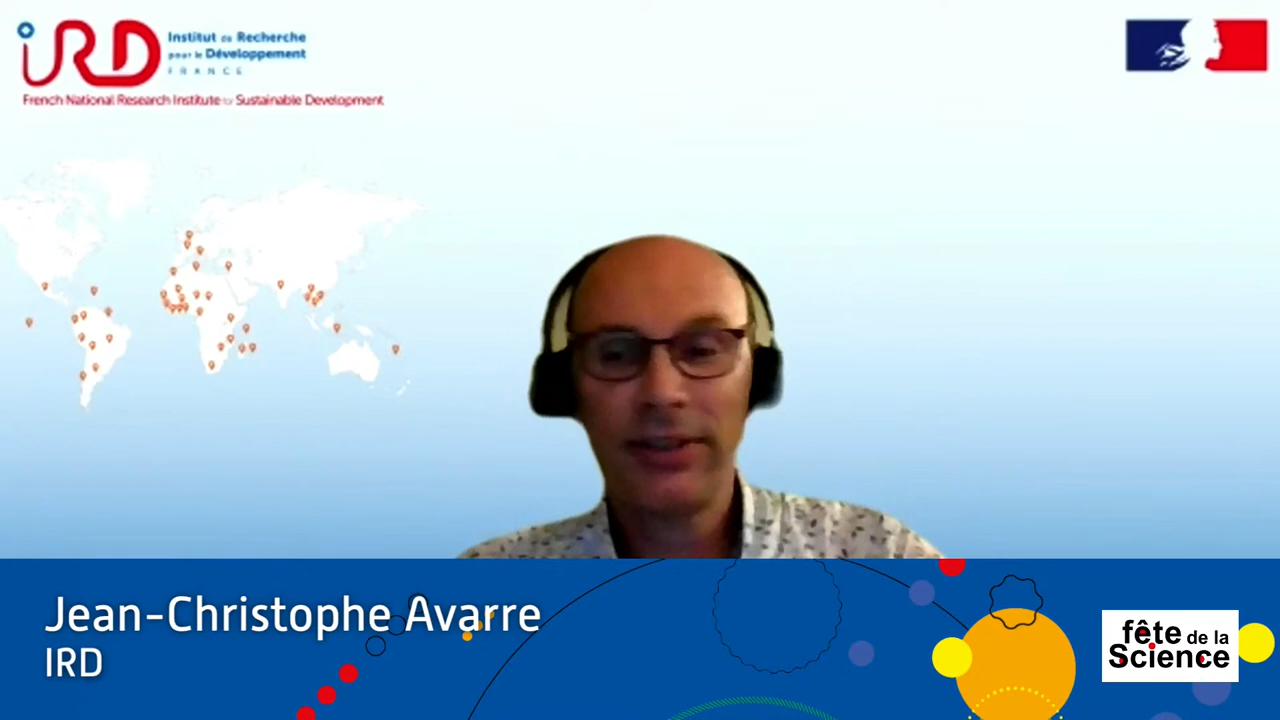 iRD
Institut de Recherche
pour le Développement
FRANCE
French National Research Institute for Sustainable Development
Jean-Christophe Avarre
IRD
fête de la
Science